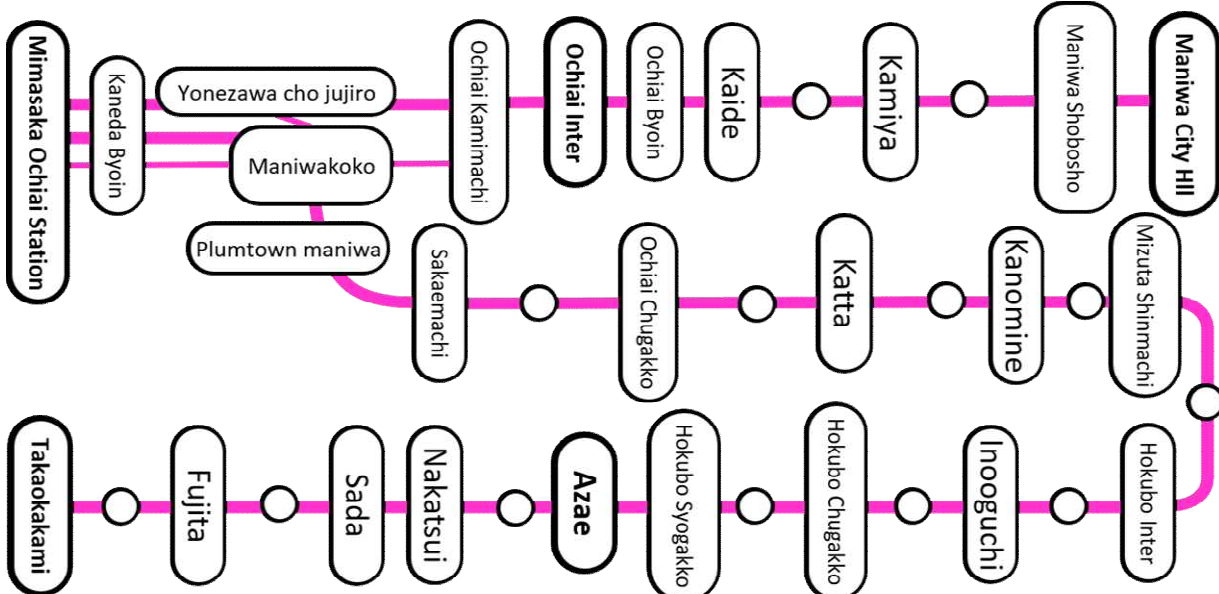 Mimasaka Ochiai Station
Kaneda Byoin
Yonezawa cho jujiro
Maniwakoko
Plumtown maniwa
Ochiai Kamimachi
Ochiai Inter
Ochiai Byoin
Kaide
Kamiya
Maniwa Shobosho
Maniwa City Hll
Sakaemachi
Ochiai Chugakko
Katta
Kanomine
Mizuta Shinmachi
Takaokakami
Fujita
Sada
Nakatsui
Azae
Hokubo Syogakko
Hokubo Chugakko
Inooguchi
Hokubo Inter